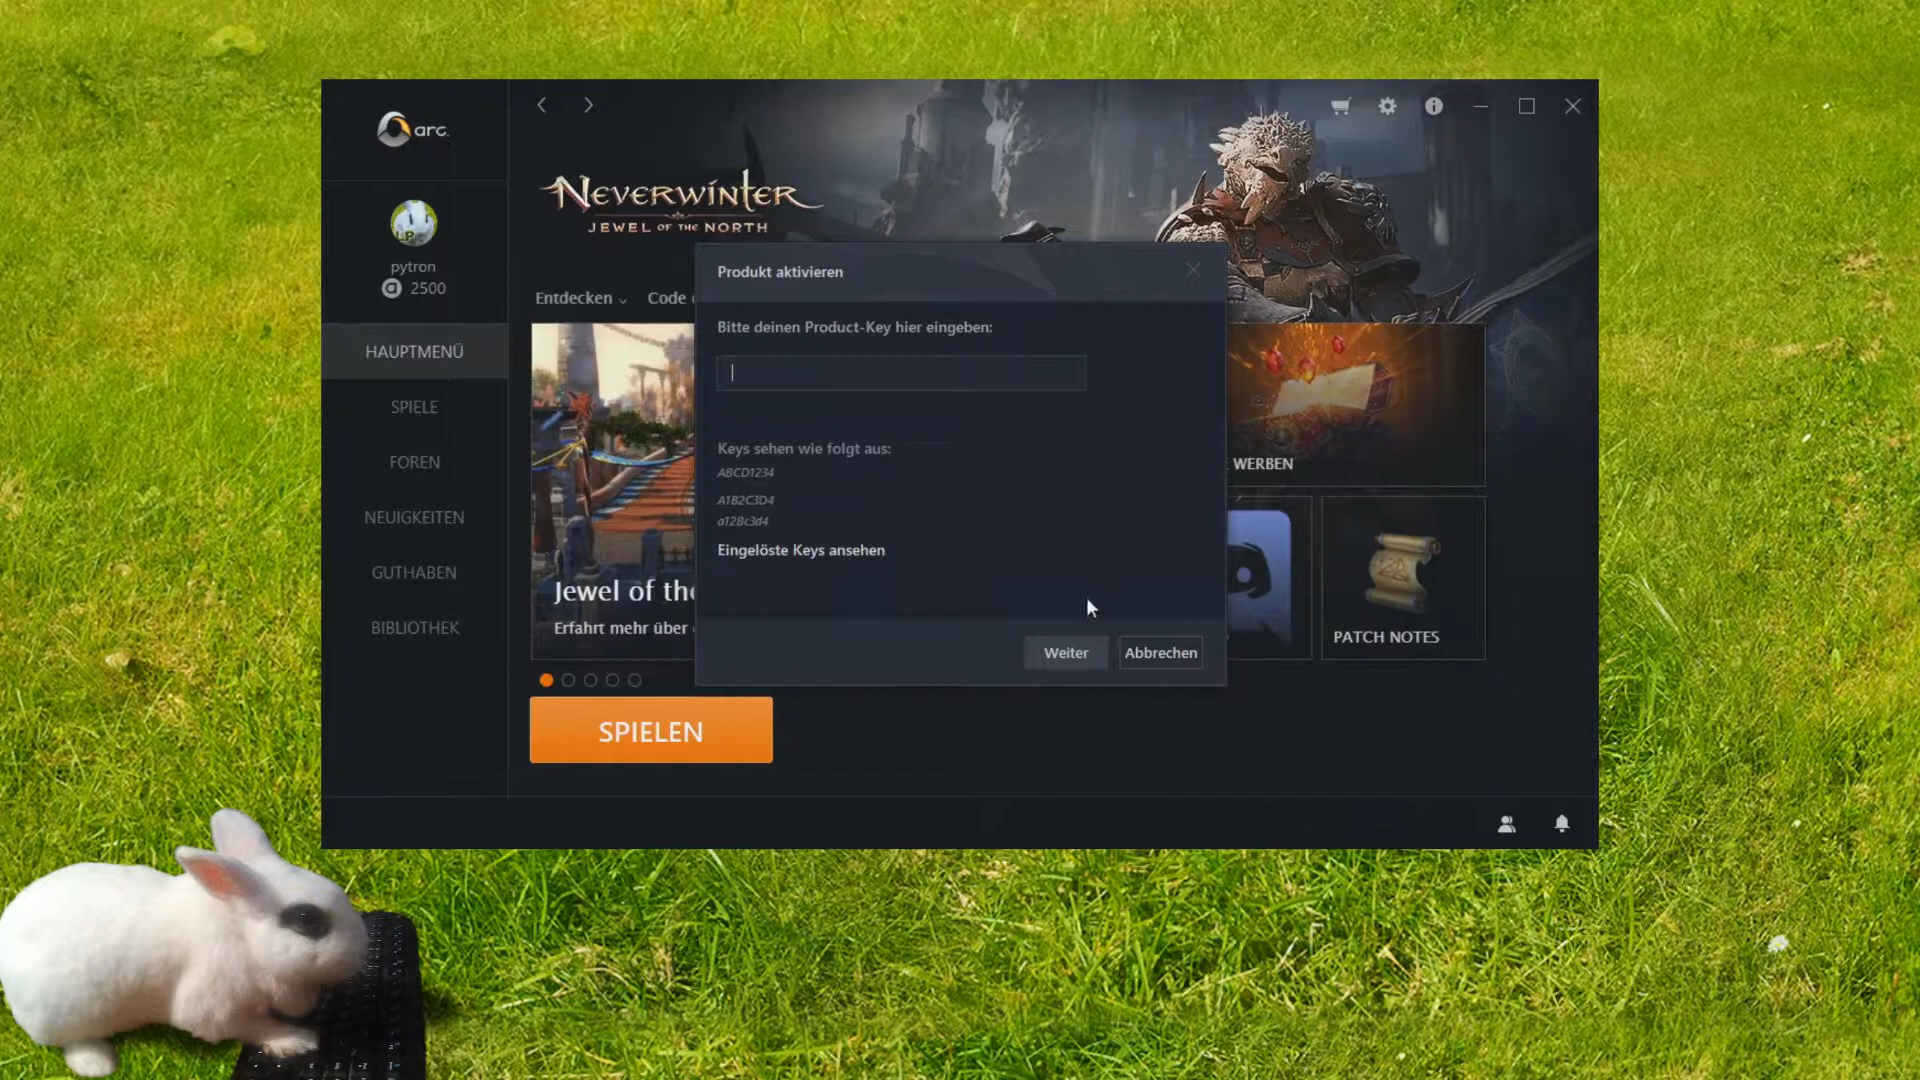 arc.
pytron
2500
HAUPTMENÜ
SPIELE
FOREN
NEUIGKEITEN
GUTHABEN
BIBLIOTHEK
NEVERWINTER
JEWEL OF THE NORTH
Entdecken
Code
Produkt aktivieren
Bitte deinen Product-Key hier eingeben:
Keys sehen wie folgt aus:
ABCD1234
A1B2C3D4
a12Bc3d4
Eingelöste Keys ansehen
Weiter
Abbrechen
Jewel of the
Erfahrt mehr über
WERBEN
PATCH NOTES
SPIELEN